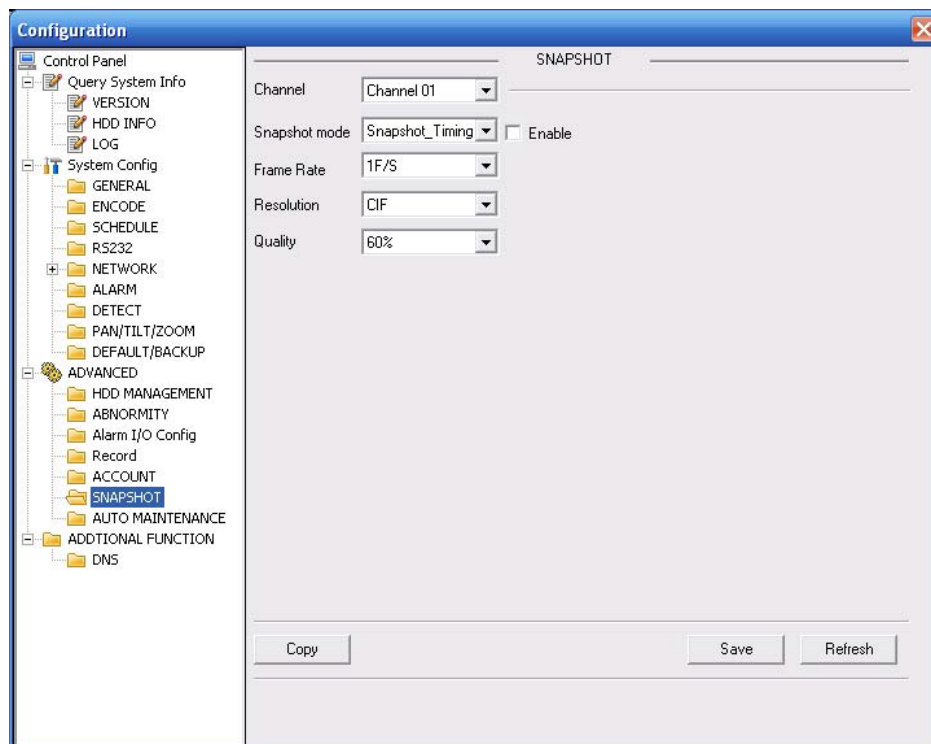 Configuration
Control Panel
Query System Info
VERSION
HDD INFO
LOG
System Config
GENERAL
ENCODE
SCHEDULE
RS232
NETWORK
ALARM
DETECT
PAN/TILT/ZOOM
DEFAULT/BACKUP
ADVANCED
HDD MANAGEMENT
ABNORMITY
Alarm I/O Config
Record
ACCOUNT
SNAPSHOT
AUTO MAINTENANCE
ADDTIONAL FUNCTION
DNS
SNAPSHOT
Channel Channel 01
Snapshot mode Snapshot_Timing Enable
Frame Rate 1F/S
Resolution CIF
Quality 60%
Copy Save Refresh